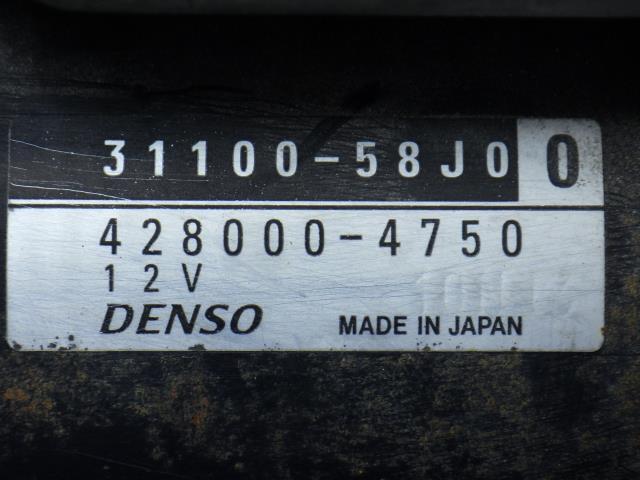 31100-58J0 0
428000-4750
12V
DENSO MADE IN JAPAN